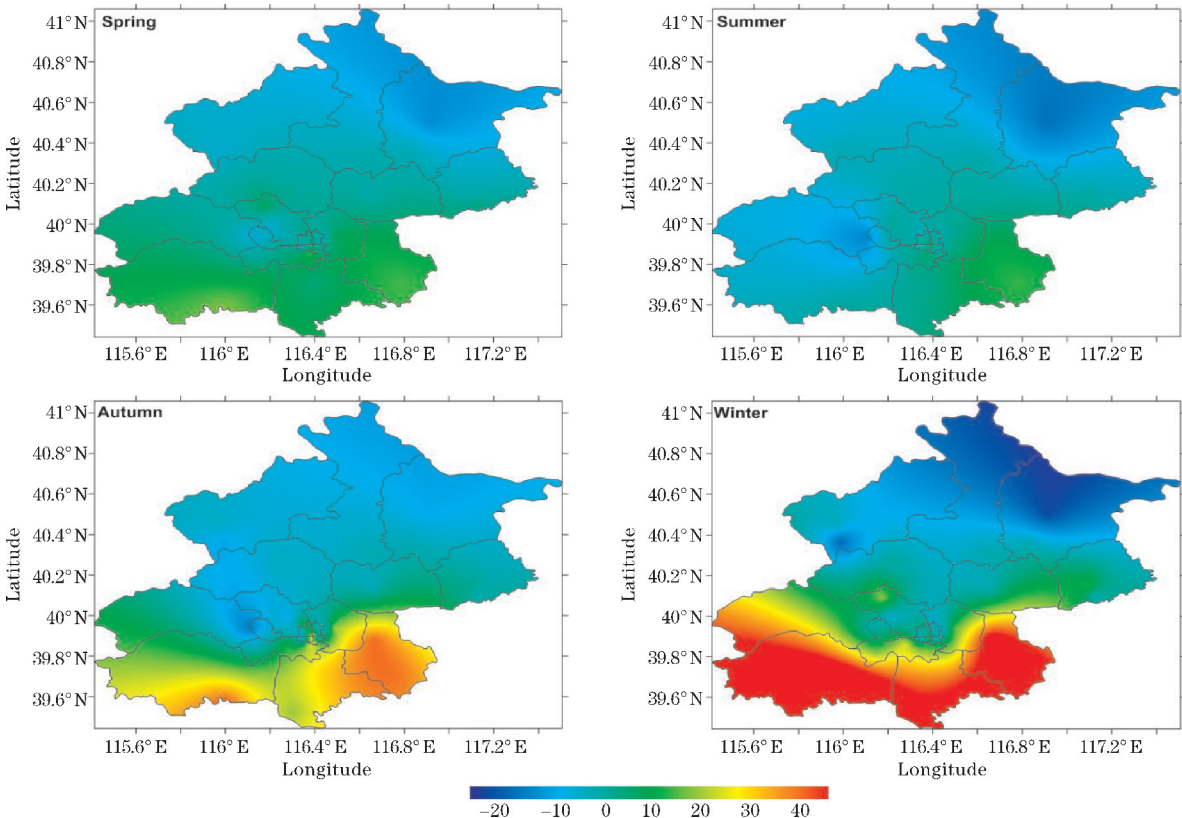 Spring
41° N
40.8° N
40.6° N
40.4° N
40.2° N
40° N
39.8° N
39.6° N
Latitude
115.6° E 116° E 116.4° E 116.8° E 117.2° E
Longitude
Summer
41° N
40.8° N
40.6° N
40.4° N
40.2° N
40° N
39.8° N
39.6° N
Latitude
115.6° E 116° E 116.4° E 116.8° E 117.2° E
Longitude
Autumn
41° N
40.8° N
40.6° N
40.4° N
40.2° N
40° N
39.8° N
39.6° N
Latitude
115.6° E 116° E 116.4° E 116.8° E 117.2° E
Longitude
Winter
41° N
40.8° N
40.6° N
40.4° N
40.2° N
40° N
39.8° N
39.6° N
Latitude
115.6° E 116° E 116.4° E 116.8° E 117.2° E
Longitude
−20 −10 0 10 20 30 40